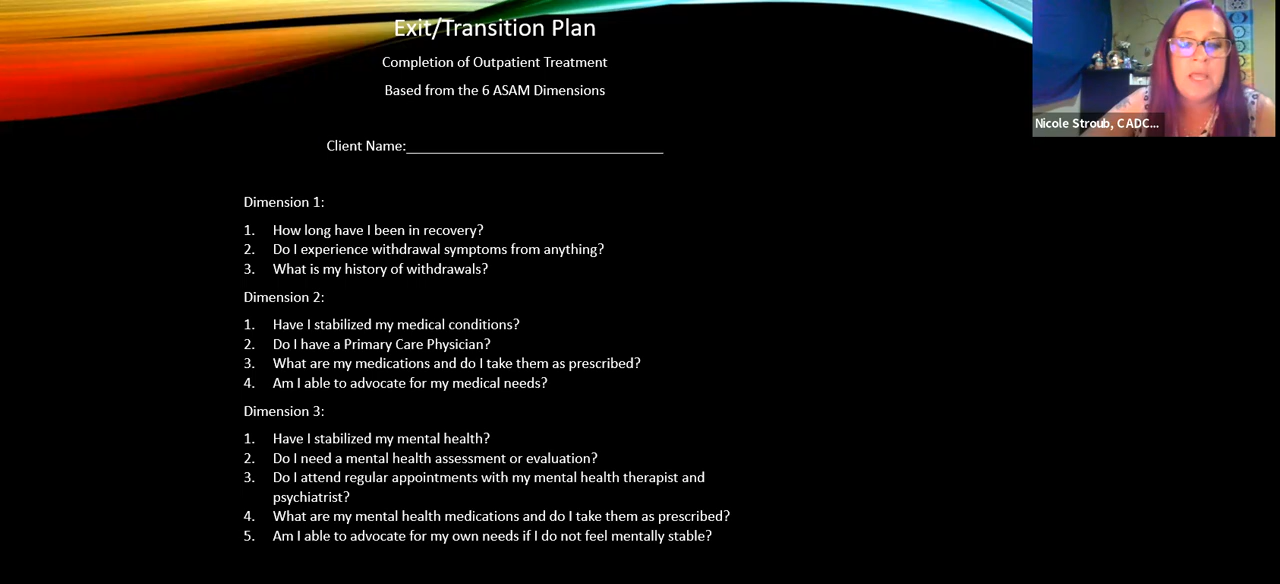 Exit/Transition Plan
Completion of Outpatient Treatment
Based from the 6 ASAM Dimensions
Nicole Stroub, CADC...
Client Name:__________________________________
Dimension 1:
1. How long have I been in recovery?
2. Do I experience withdrawal symptoms from anything?
3. What is my history of withdrawals?
Dimension 2:
1. Have I stabilized my medical conditions?
2. Do I have a Primary Care Physician?
3. What are my medications and do I take them as prescribed?
4. Am I able to advocate for my medical needs?
Dimension 3:
1. Have I stabilized my mental health?
2. Do I need a mental health assessment or evaluation?
3. Do I attend regular appointments with my mental health therapist and
psychiatrist?
4. What are my mental health medications and do I take them as prescribed?
5. Am I able to advocate for my own needs if I do not feel mentally stable?